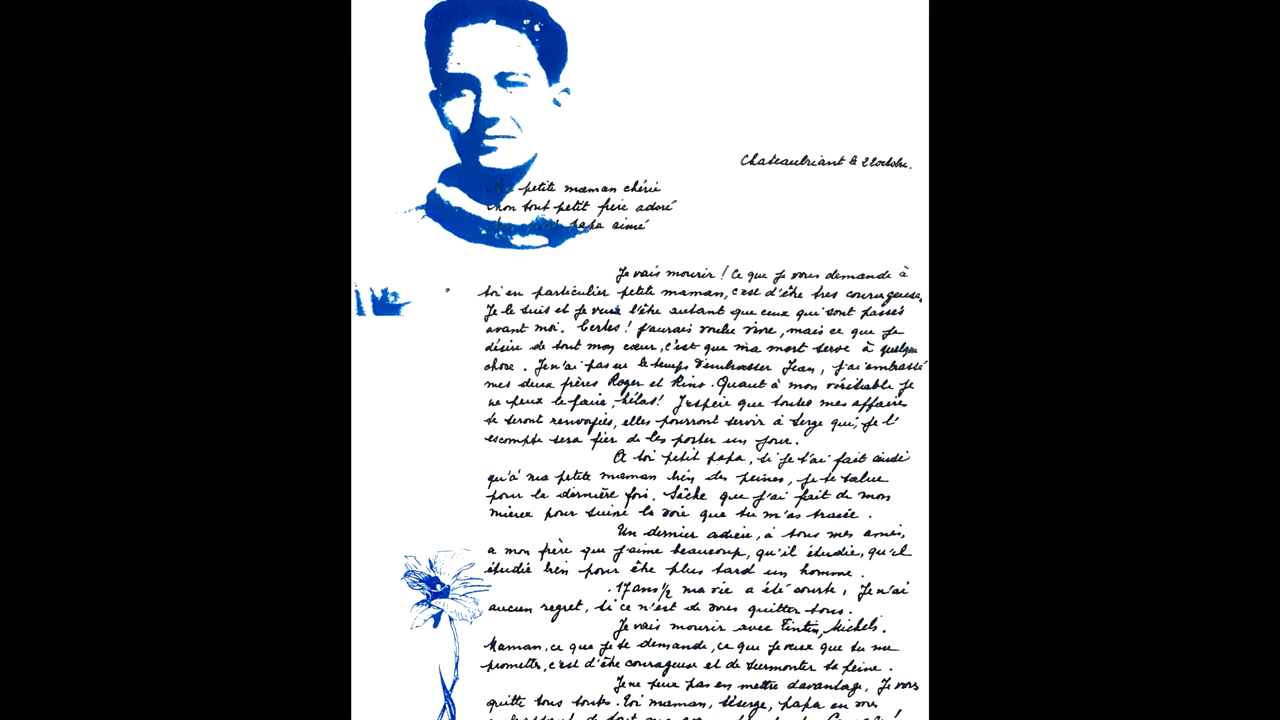 Chateaubriant le 22 octobre.
Ma petite maman chérie
Mon tout petit frère adoré
papa aimé
Je vais mourir ! Ce que je vous demande à
toi en particulier petite maman, c'est d'être très courageuse.
Je le suis et je veux l'être autant que ceux qui sont passés
avant moi. Certes ! j'aurais voulu vivre, mais ce que je
désire de tout mon coeur, c'est que ma mort serve à quelque
chose. Je n'ai pas eu le temps d'embrasser Jean, j'ai embrassé
mes deux frères Roger et Rino. Quant à mon véritable je
ne peux le faire, hélas ! J'espère que toutes mes affaires
te seront renvoyées, elles pourront servir à Serge qui, je l'
escompte sera fier de les porter un jour.
A toi petit papa, si je t'ai fait ainsi
qu'à ma petite maman bien des peines, je te salue
pour la dernière fois. Sâche que j'ai fait de mon
mieux pour suivre la voie que tu m'as tracée.
Un dernier adieu, à tous mes amis,
a mon frère que j'aime beaucoup, qu'il étudie, qu'il
étudie bien pour être plus tard un homme.
17 ans ½ ma vie a été courte, je n'ai
aucun regret, si ce n'est de vous quitter tous.
Je vais mourir avec Tintin, Michels.
Maman, ce que je te demande, ce que je veux que tu me
promettes, c'est d'être courageuse et de surmonter ta peine.
Je ne peux pas en mettre davantage. Je vous
quitte tous toutes. Toi maman, Séserge, papa en vous